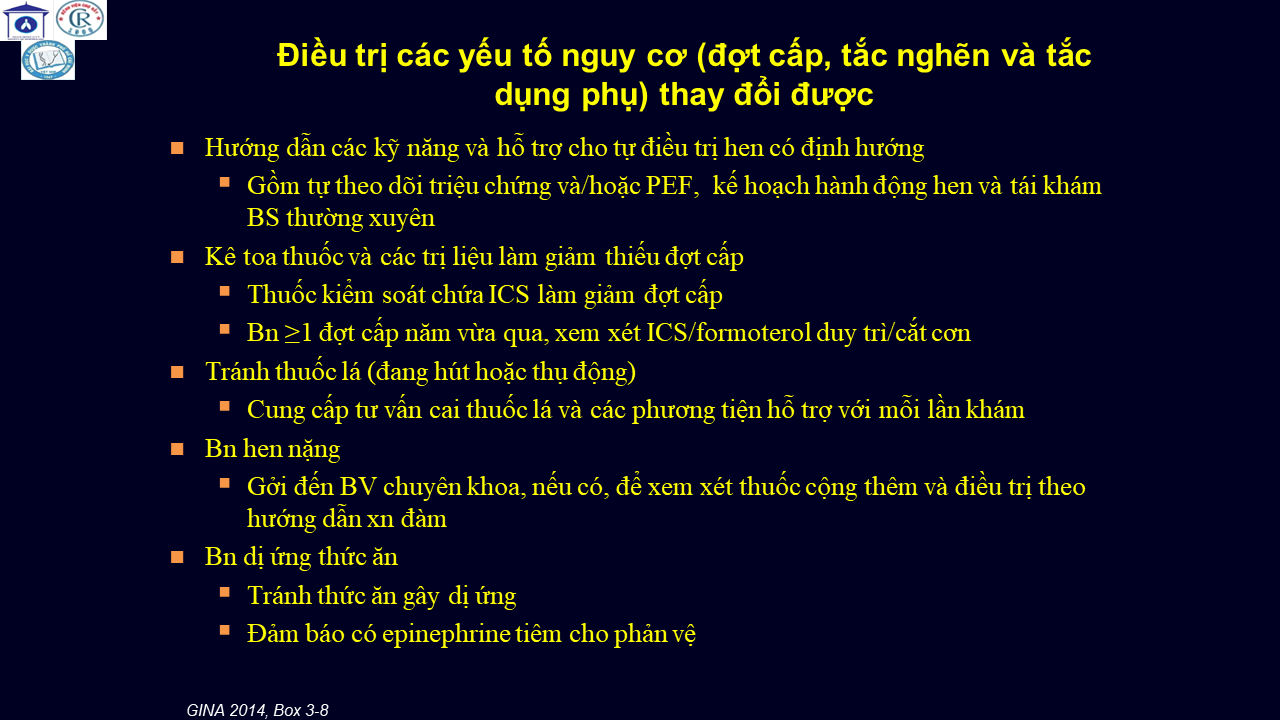 Điều trị các yếu tố nguy cơ (đợt cấp, tắc nghẽn và tắc
dụng phụ) thay đổi được
Hướng dẫn các kỹ năng và hỗ trợ cho tự điều trị hen có định hướng
Gồm tự theo dõi triệu chứng và/hoặc PEF, kế hoạch hành động hen và tái khám
BS thường xuyên
Kê toa thuốc và các trị liệu làm giảm thiếu đợt cấp
Thuốc kiểm soát chứa ICS làm giảm đợt cấp
Bn ≥1 đợt cấp năm vừa qua, xem xét ICS/formoterol duy trì/cắt cơn
Tránh thuốc lá (đang hút hoặc thụ động)
Cung cấp tư vấn cai thuốc lá và các phương tiện hỗ trợ với mỗi lần khám
Bn hen nặng
Gởi đến BV chuyên khoa, nếu có, để xem xét thuốc cộng thêm và điều trị theo
hướng dẫn xn đàm
Bn dị ứng thức ăn
Tránh thức ăn gây dị ứng
Đảm báo có epinephrine tiêm cho phản vệ
GINA 2014, Box 3-8